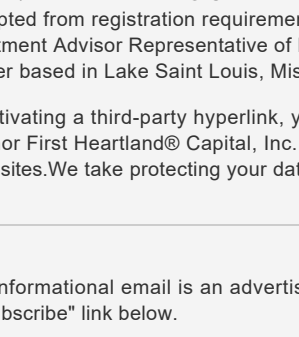 pted from registration requiremen
tment Advisor Representative of
er based in Lake Saint Louis, Mis
tivating a third-party hyperlink, y
or First Heartland® Capital, Inc.
sites.We take protecting your dat
nformational email is an advertis
bscribe" link below.